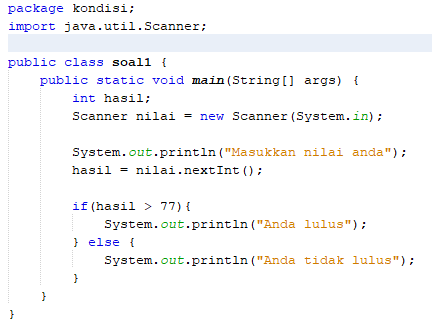 package kondisi;
import java.util.Scanner;
public class soal1 {
public static void main(String[] args) {
int hasil;
Scanner nilai = new Scanner(System.in);
System.out.println("Masukkan nilai anda");
hasil = nilai.nextInt();
if(hasil > 77){
System.out.println("Anda lulus");
} else {
System.out.println("Anda tidak lulus");
}
}
}